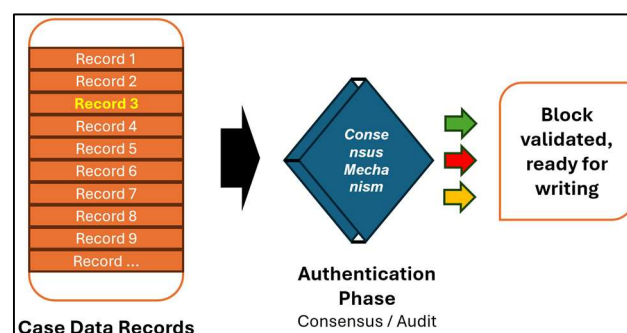 Record 1
Record 2
Record 3
Record 4
Record 5
Record 6
Record 7
Record 8
Record 9
Record ...
Case Data Records
Conse
nsus
Mecha
nism
Authentication
Phase
Consensus / Audit
Block
validated,
ready for
writing